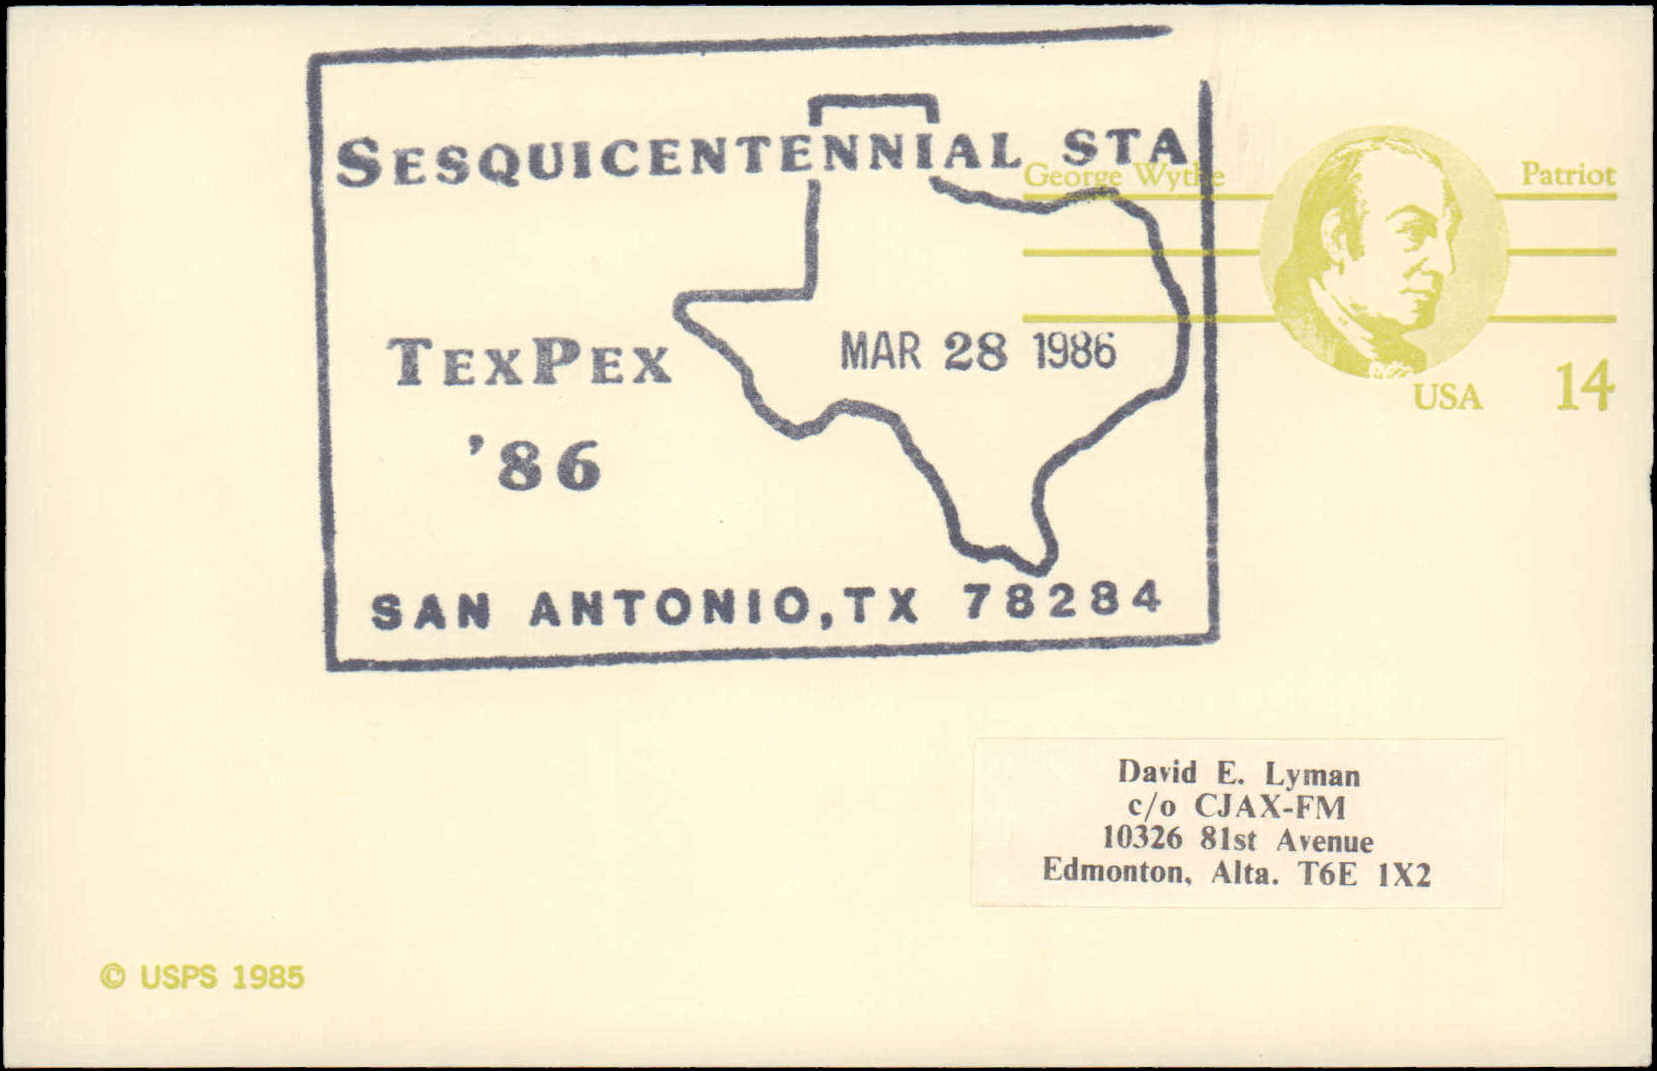 SESQUICENTENNIAL STA
George Wythe
Patriot
TEXPEX
'86
MAR 28 1986
USA 14
SAN ANTONIO, TX 78284
David E. Lyman
c/o CJAX-FM
10326 81st Avenue
Edmonton, Alta. T6E 1X2
© USPS 1985